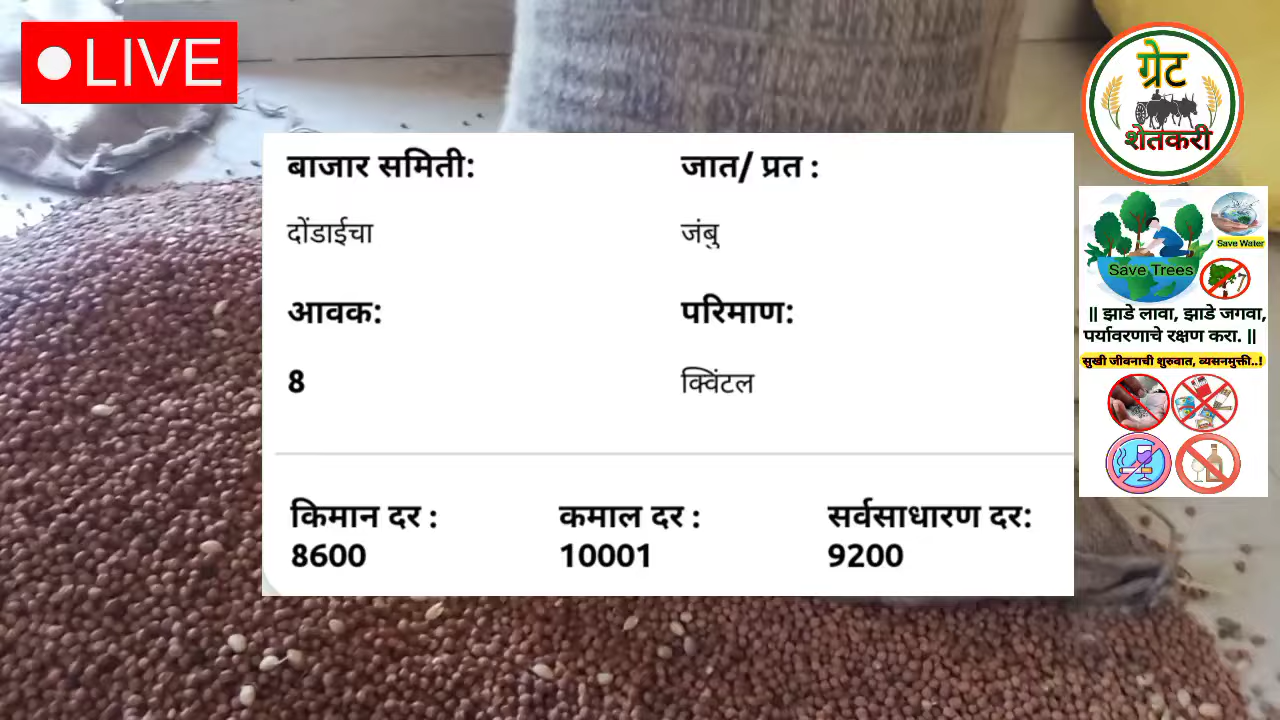 LIVE
ग्रेट
शेतकरी
बाजार समिती:
जात/ प्रत :
दोंडाईचा
जंबु
आवक:
परिमाण:
8
क्विंटल
किमान दर :
कमाल दर :
सर्वसाधारण दर:
8600
10001
9200
Save Water
Save Trees
|| झाडे लावा, झाडे जगवा,
पर्यावरणाचे रक्षण करा. ||
सुखी जीवनाची शुरुवात, व्यसनमुक्ती..!